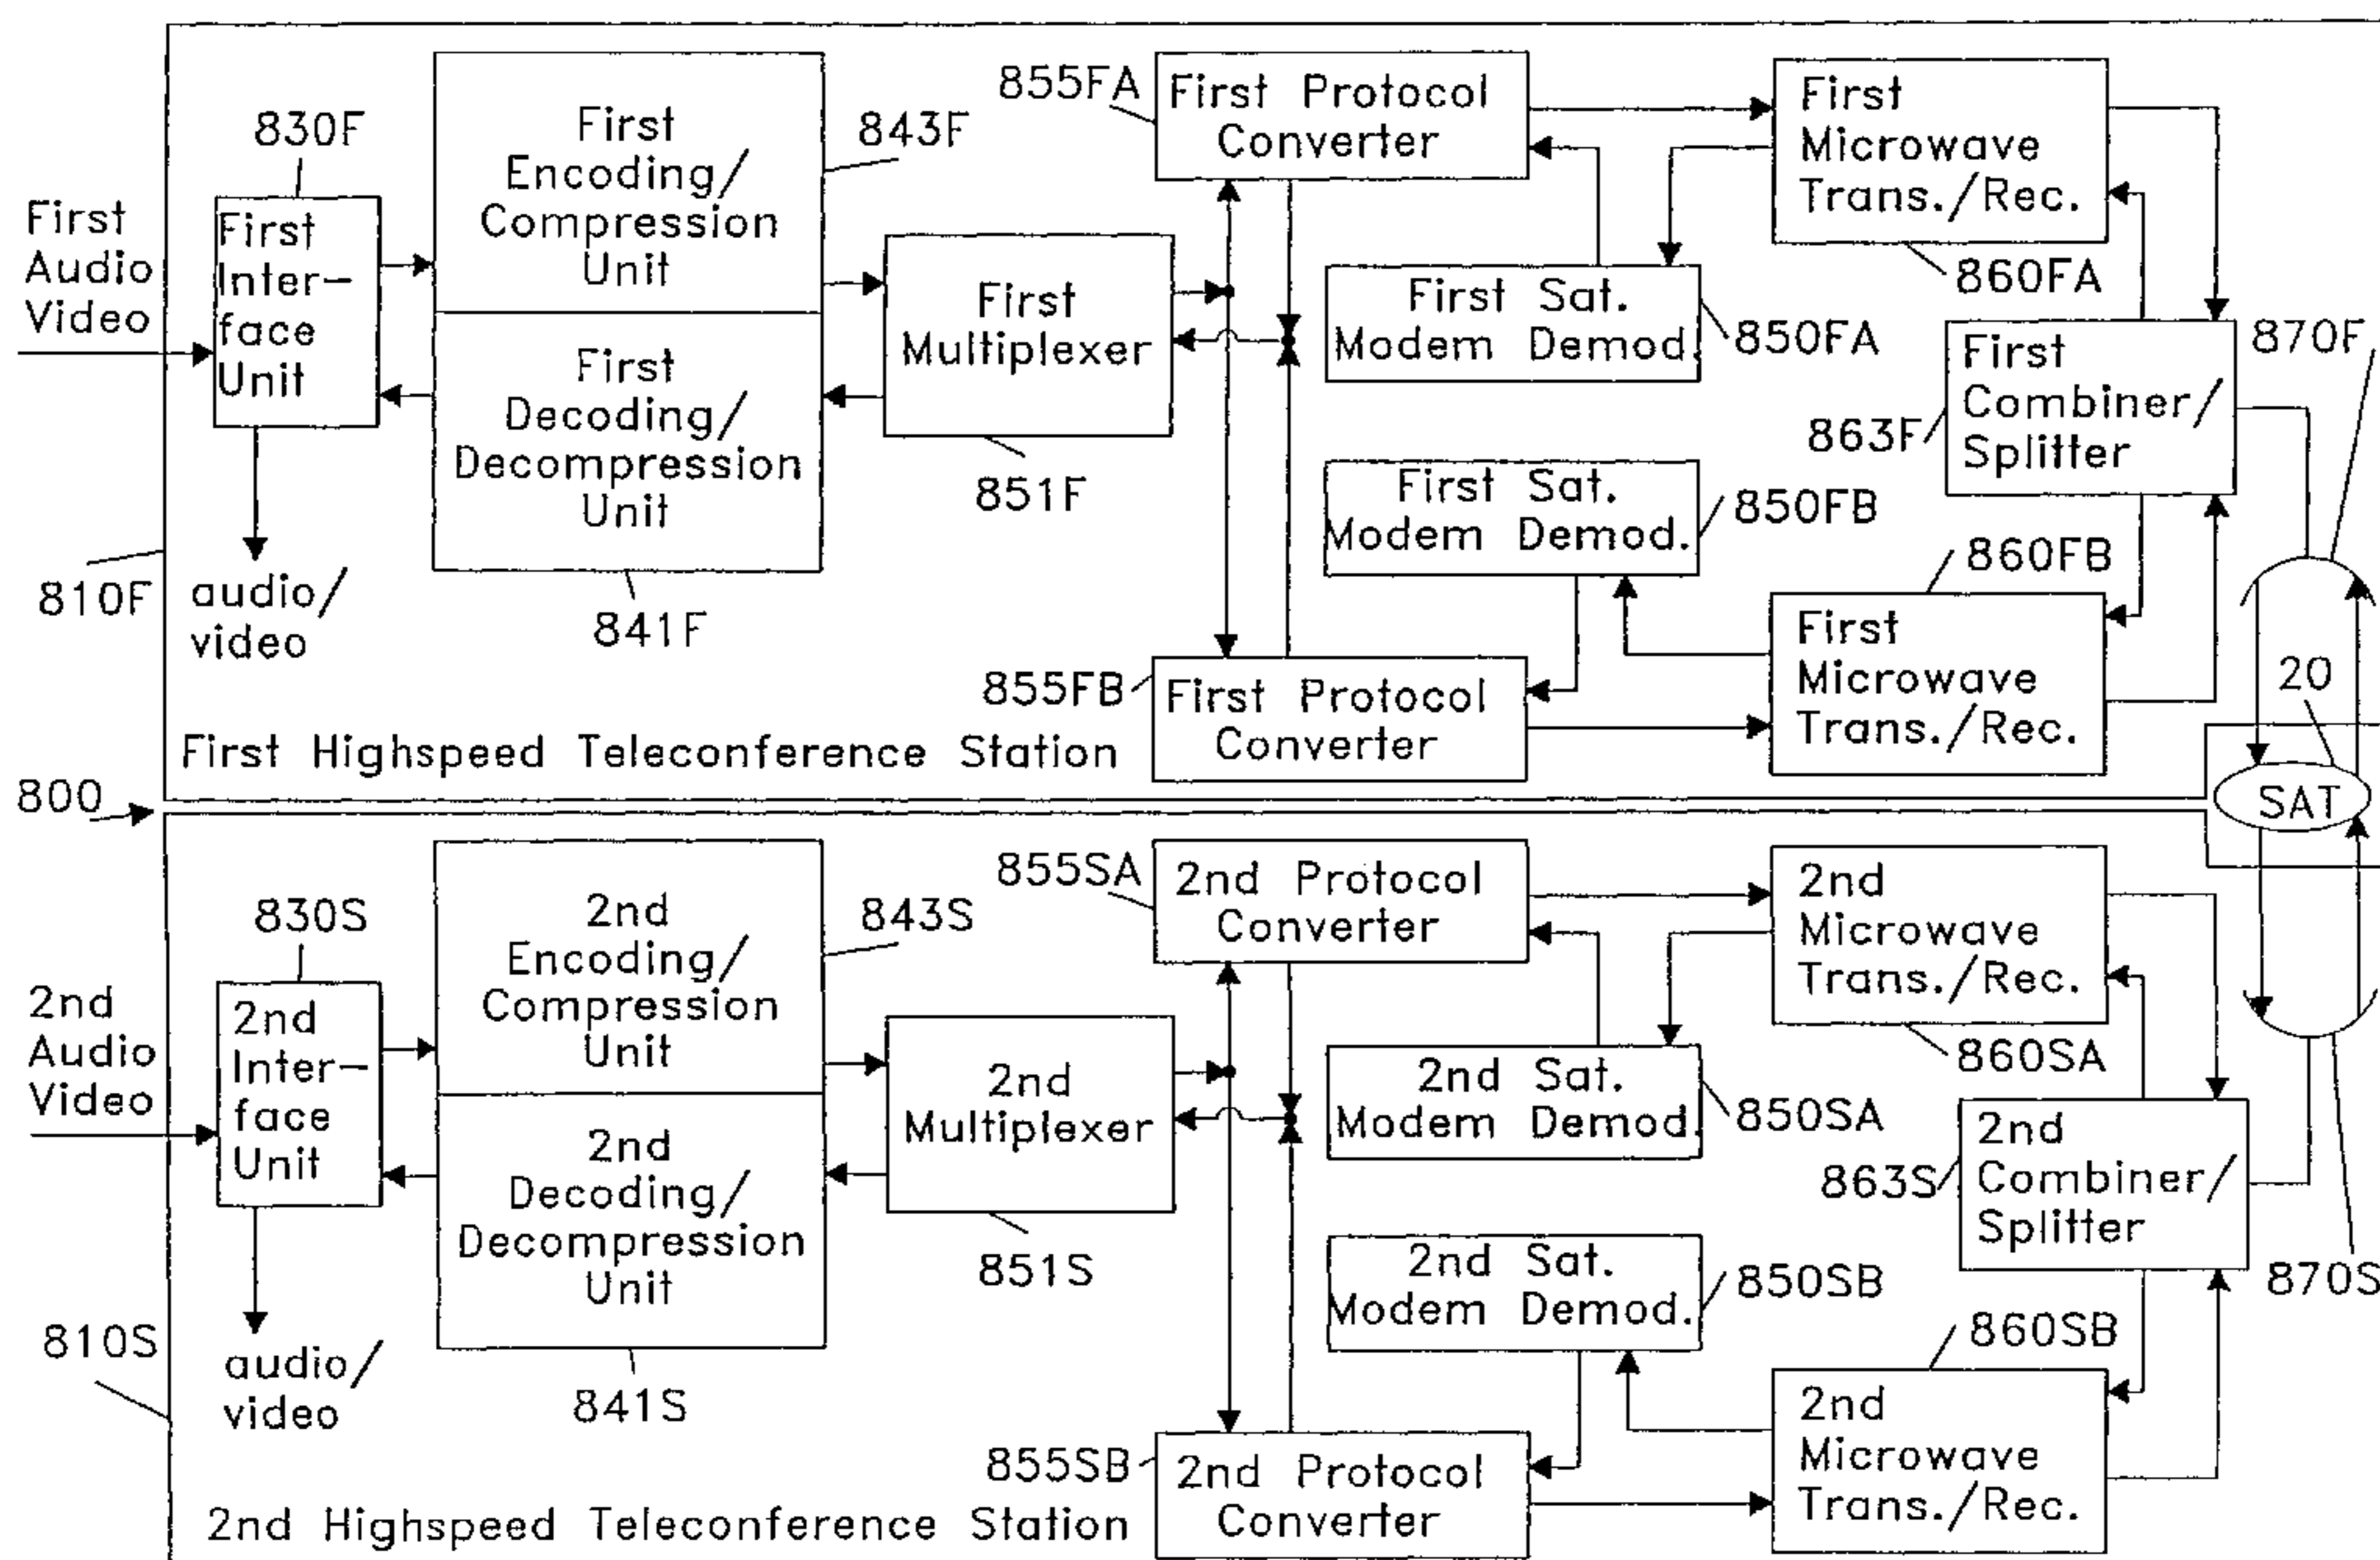 830F
First
Encoding/
Compression
Unit
843F
855FA
First Protocol
Converter
First
Microwave
Trans./Rec.
860FA
First
Audio
Video
First
Inter-
face
Unit
First
Decoding/
Decompression
Unit
841F
First
Multiplexer
851F
First Sat.
Modem Demod.
850FA
First
Combiner/
Splitter
863F
870F
First Sat.
Modem Demod.
850FB
860FB
First
Microwave
Trans./Rec.
810F
audio/
video
855FB
First Protocol
Converter
20
First Highspeed Teleconference Station
800
SAT
830S
2nd
Encoding/
Compression
Unit
843S
855SA
2nd Protocol
Converter
2nd
Microwave
Trans./Rec.
860SA
2nd
Audio
Video
2nd
Inter-
face
Unit
2nd
Decoding/
Decompression
Unit
841S
2nd
Multiplexer
851S
2nd Sat.
Modem Demod.
850SA
2nd
Combiner/
Splitter
863S
870S
2nd Sat.
Modem Demod.
850SB
860SB
2nd
Microwave
Trans./Rec.
810S
audio/
video
855SB
2nd Protocol
Converter
2nd Highspeed Teleconference Station